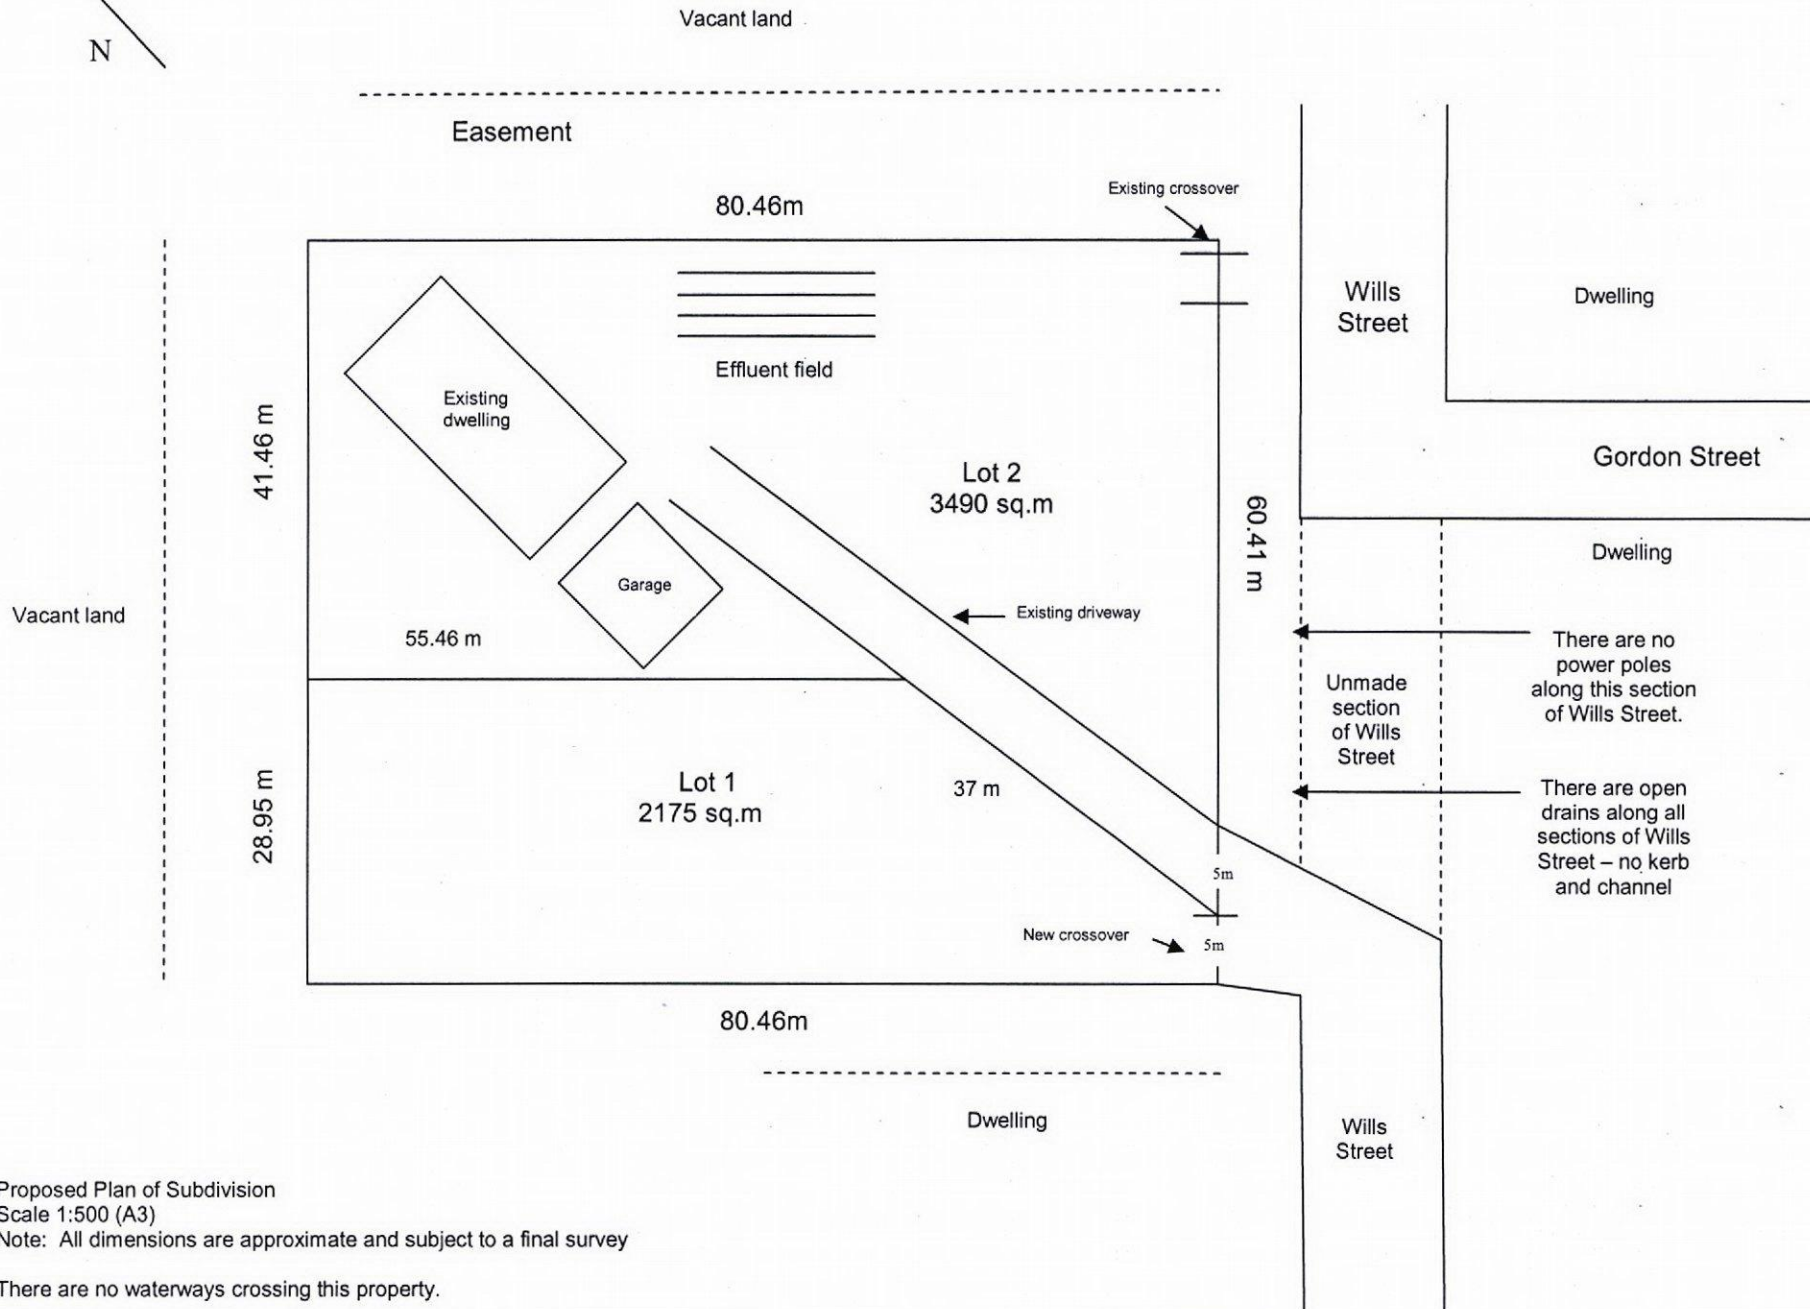 Vacant land
N
Easement
80.46m
Existing crossover
Wills
Street
Dwelling
Effluent field
Existing
dwelling
41.46 m
Lot 2
3490 sq.m
Gordon Street
60.41 m
Dwelling
Garage
Existing driveway
Vacant land
55.46 m
There are no
power poles
along this section
of Wills Street.
Unmade
section
of Wills
Street
Lot 1
2175 sq.m
37 m
28.95 m
There are open
drains along all
sections of Wills
Street – no kerb
and channel
5m
New crossover
5m
80.46m
Dwelling
Wills
Street
Proposed Plan of Subdivision
Scale 1:500 (A3)
Note: All dimensions are approximate and subject to a final survey
There are no waterways crossing this property.